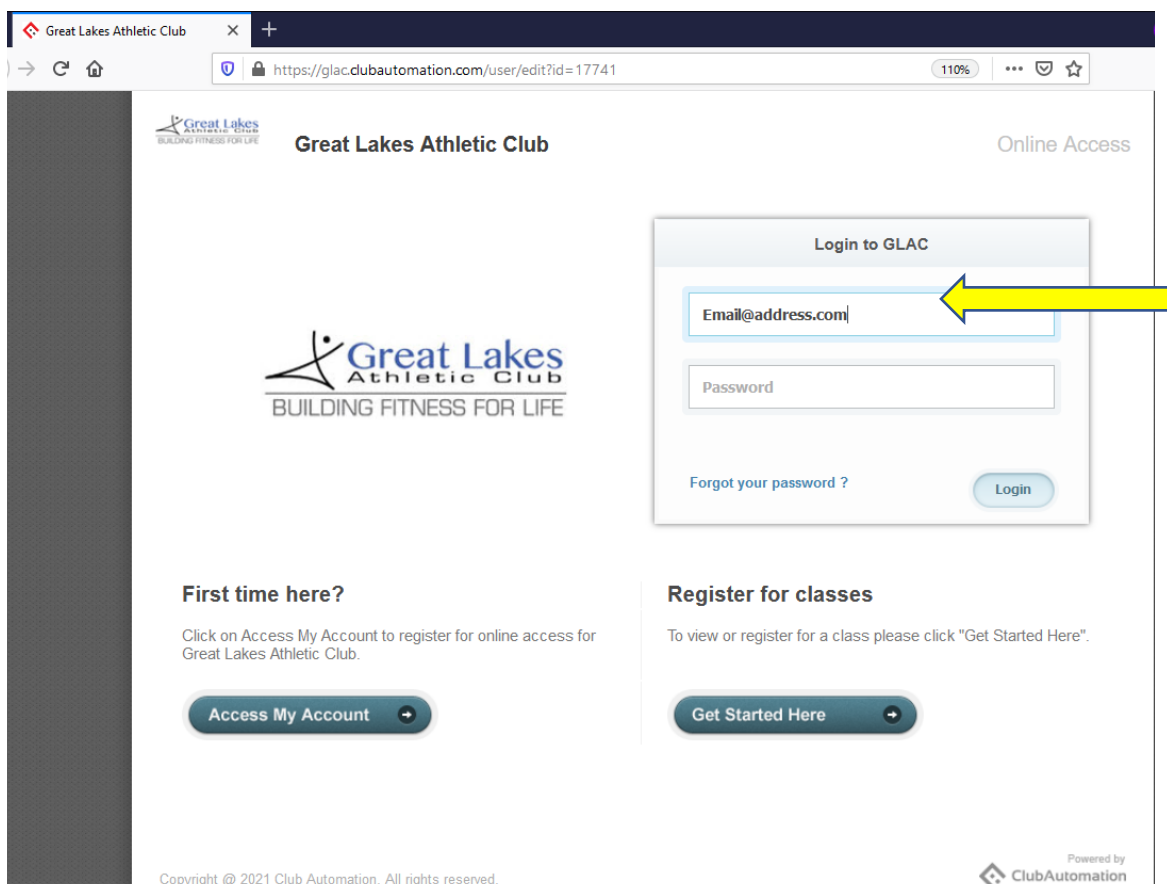 Great Lakes Athletic Club
https://glac.clubautomation.com/user/edit?id=17741
110%
Great Lakes
Athletic Club
BUILDING FITNESS FOR LIFE
Great Lakes Athletic Club
Online Access
Login to GLAC
Email@address.com
Password
Forgot your password ?
Login
Great Lakes
Athletic Club
BUILDING FITNESS FOR LIFE
First time here?
Click on Access My Account to register for online access for
Great Lakes Athletic Club.
Access My Account
Register for classes
To view or register for a class please click "Get Started Here".
Get Started Here
Copyright @ 2021 Club Automation. All rights reserved.
Powered by
ClubAutomation